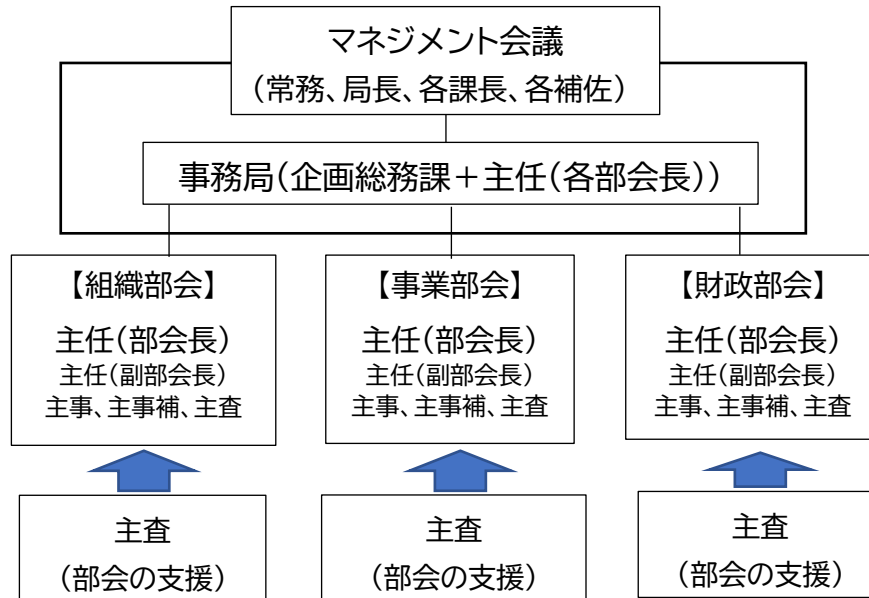 マネジメント会議
(常務、局長、各課長、各補佐)
事務局(企画総務課+主任(各部会長))
【組織部会】
主任(部会長)
主任(副部会長)
主事、主事補、主査
【事業部会】
主任(部会長)
主任(副部会長)
主事、主事補、主査
【財政部会】
主任(部会長)
主任(副部会長)
主事、主事補、主査
主査
(部会の支援)
主査
(部会の支援)
主査
(部会の支援)